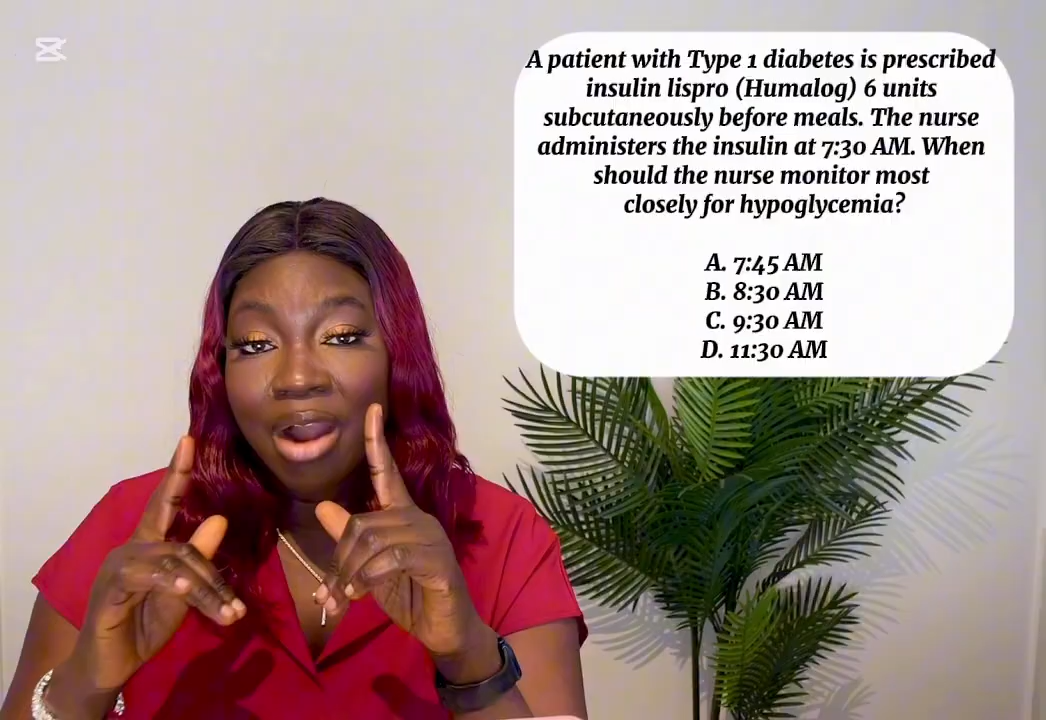 A patient with Type 1 diabetes is prescribed
insulin lispro (Humalog) 6 units
subcutaneously before meals. The nurse
administers the insulin at 7:30 AM. When
should the nurse monitor most
closely for hypoglycemia?
A. 7:45 AM
B. 8:30 AM
C. 9:30 AM
D. 11:30 AM